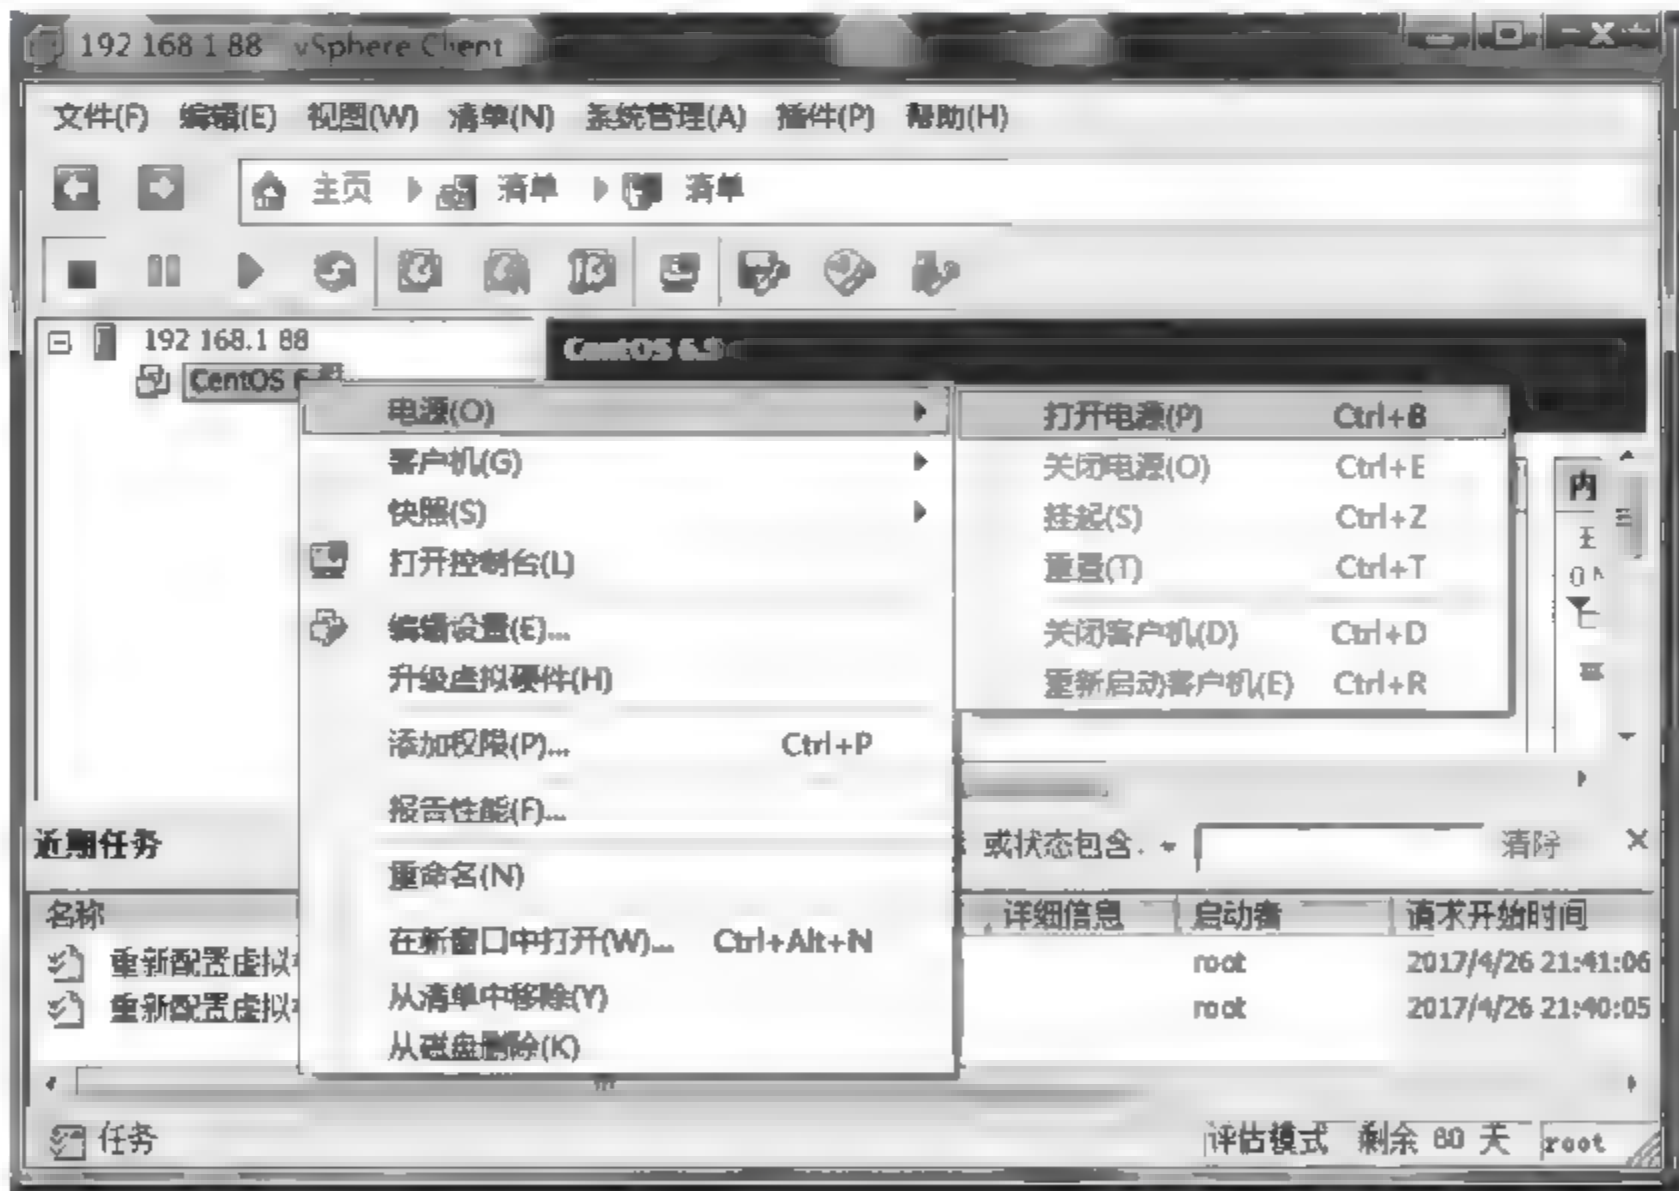 192 168 1 88 vSphere Client
文件(F) 编辑(E) 视图(W) 清单(N) 系统管理(A) 插件(P) 帮助(H)
主页 清单 清单
192 168.1 88
CentOS 6.9
CentOS 6
电源(O)
客户机(G)
快照(S)
打开控制台(L)
编辑设置(E)...
升级虚拟硬件(H)
添加权限(P)... Ctrl+P
报告性能(F)...
重命名(N)
在新窗口中打开(W)... Ctrl+Alt+N
从清单中移除(Y)
从磁盘删除(K)
打开电源(P) Ctrl+B
关闭电源(O) Ctrl+E
挂起(S) Ctrl+Z
重置(T) Ctrl+T
关闭客户机(D) Ctrl+D
重新启动客户机(E) Ctrl+R
内
近期任务 或状态包含. 清除
名称 详细信息 启动者 请求开始时间
重新配置虚拟 root 2017/4/26 21:41:06
重新配置虚拟 root 2017/4/26 21:40:05
任务 评估模式 剩余 60 天 root